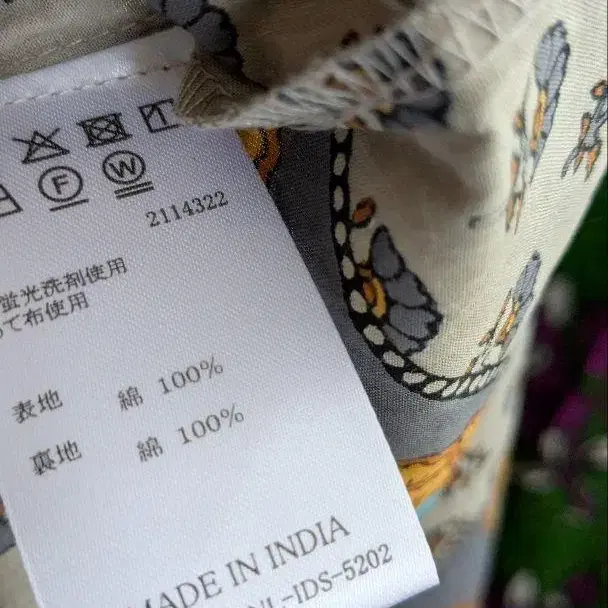 F W
2114322
蛍光洗剤使用
て布使用
表地 綿 100%
裏地 綿 100%
MADE IN INDIA
NL-IDS-5202